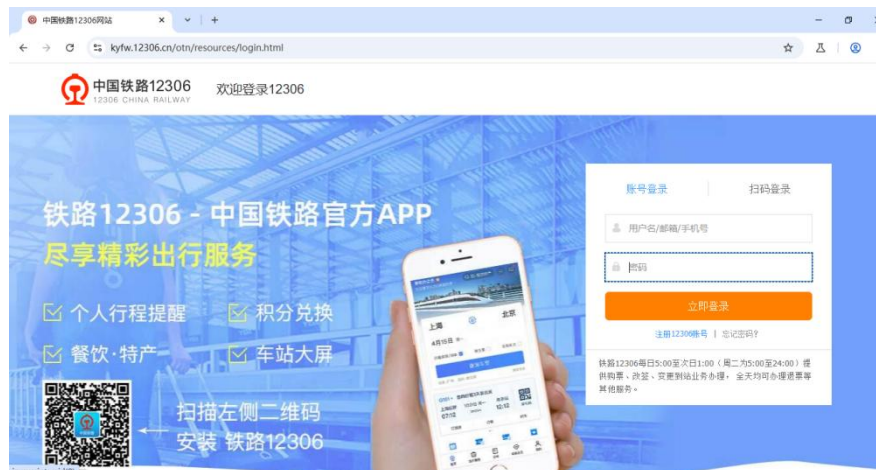 中国铁路12306网站
kyfw.12306.cn/otn/resources/login.html
中国铁路12306
12306 CHINA RAILWAY
欢迎登录12306
铁路12306 - 中国铁路官方APP
尽享精彩出行服务
个人行程提醒
积分兑换
餐饮·特产
车站大屏
扫描左侧二维码
安装 铁路12306
上海
北京
4月15日
07:12
12:12
账号登录
扫码登录
用户名/邮箱/手机号
密码
立即登录
注册12306账号 | 忘记密码?
铁路12306每日5:00至次日1:00（周二为5:00至24:00）提
供购票、改签、变更到站业务办理， 全天均可办理退票等
其他服务。